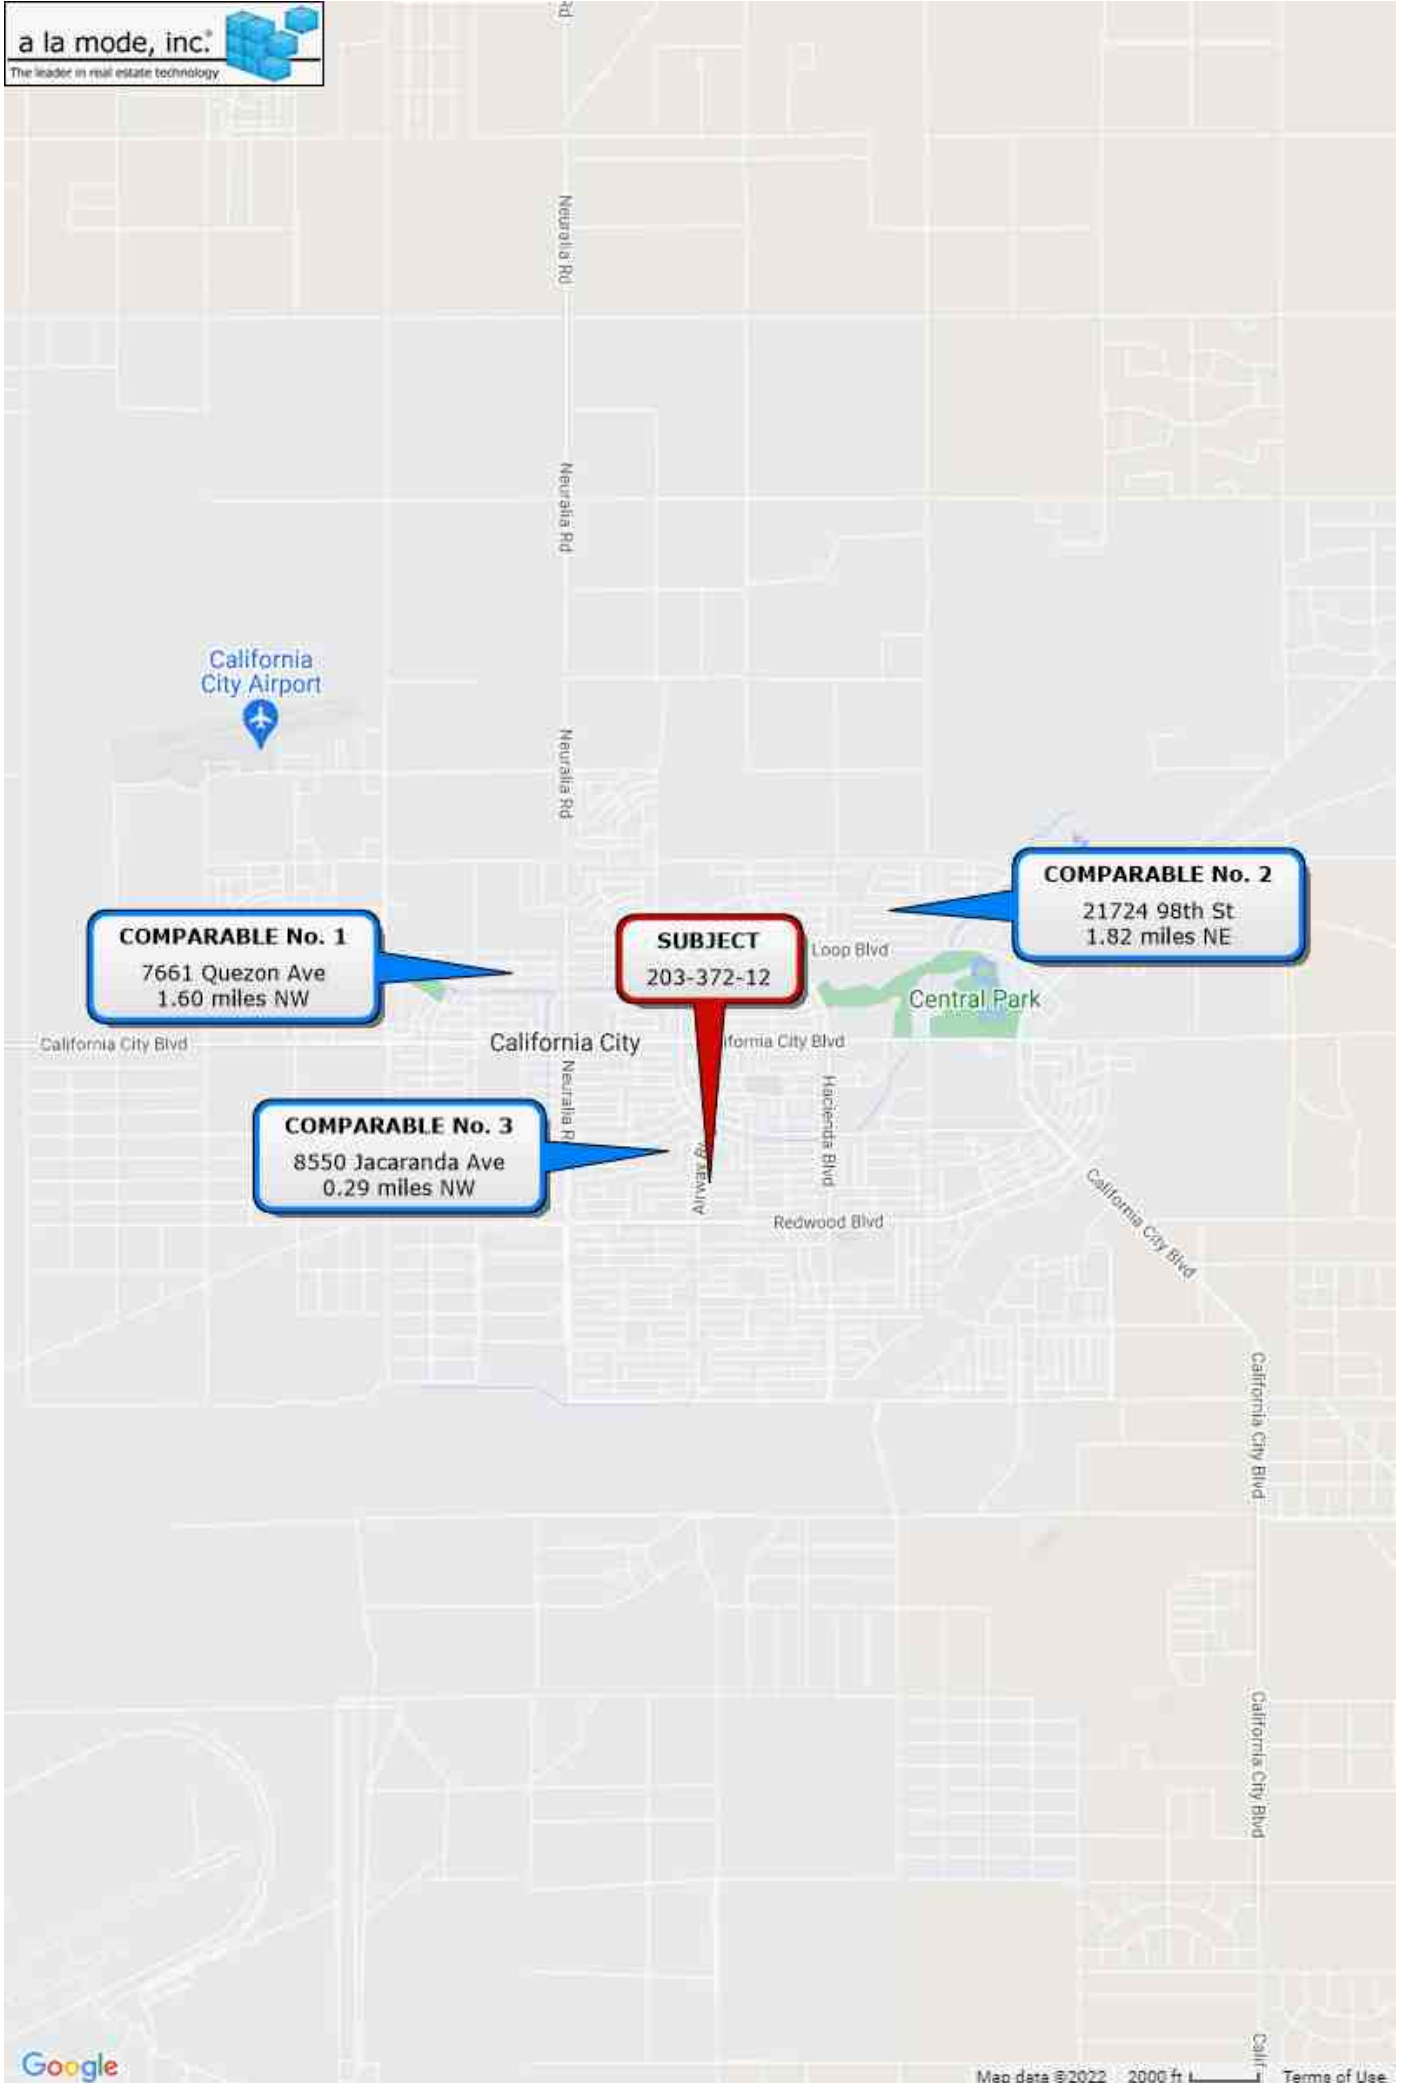 a la mode, inc.
The leader in real estate technology
Rd
Neuralia Rd
Neuralia Rd
California
City Airport
Neuralia Rd
COMPARABLE No. 2
21724 98th St
1.82 miles NE
COMPARABLE No. 1
7661 Quezon Ave
1.60 miles NW
SUBJECT
203-372-12
Loop Blvd
Central Park
California City Blvd
California City
ifornia City Blvd
Neuralia R
Hacienda Blvd
COMPARABLE No. 3
8550 Jacaranda Ave
0.29 miles NW
Redwood Blvd
California City Blvd
California City Blvd
California City Blvd
Calif
Google
Map data ©2022 2000 ft Terms of Use